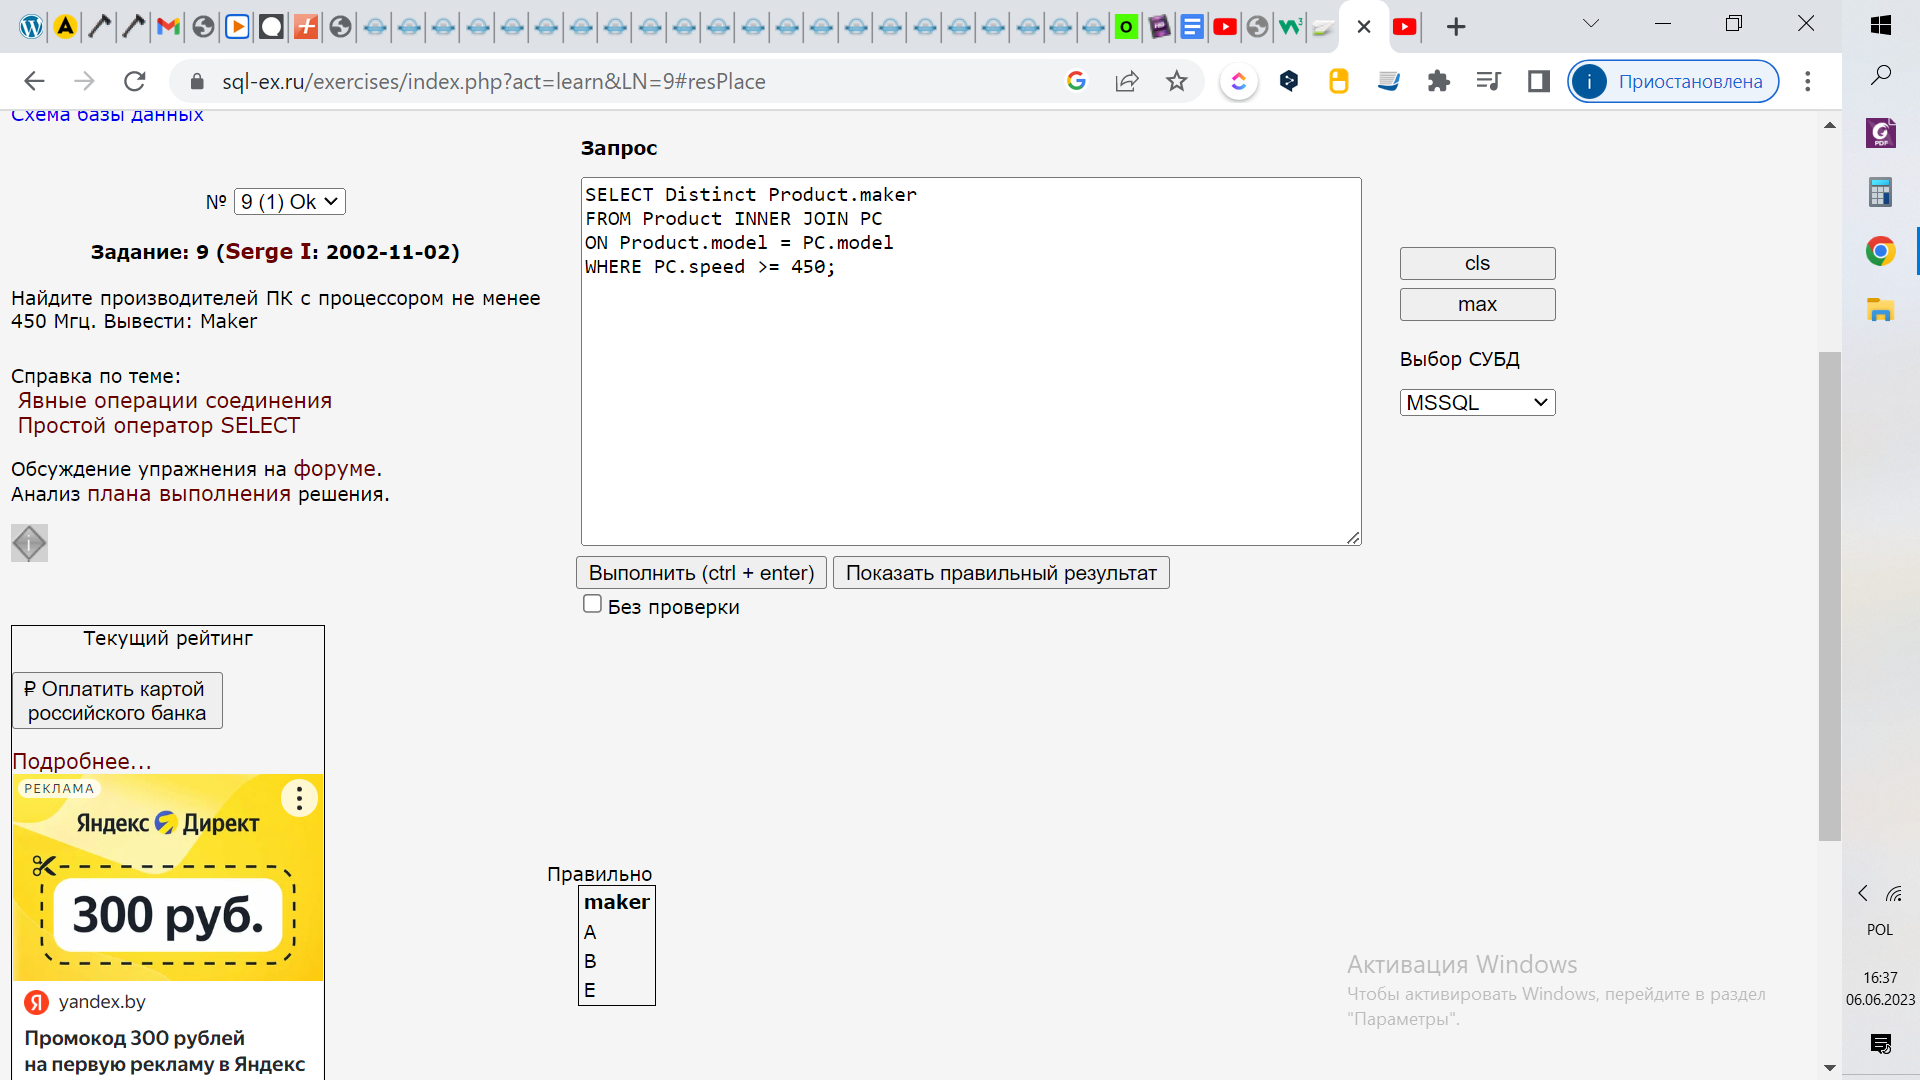 sql-ex.ru/exercises/index.php?act=learn&LN=9#resPlace
Приостановлена
Схема базы данных
№ 9 (1) Ok
Задание: 9 (Serge I: 2002-11-02)
Найдите производителей ПК с процессором не менее
450 Мгц. Вывести: Maker
Справка по теме:
Явные операции соединения
Простой оператор SELECT
Обсуждение упражнения на форуме.
Анализ плана выполнения решения.
Текущий рейтинг
₽ Оплатить картой
российского банка
Подробнее...
РЕКЛАМА
Яндекс Директ
300 руб.
yandex.by
Промокод 300 рублей
на первую рекламу в Яндекс
Запрос
SELECT Distinct Product.maker
FROM Product INNER JOIN PC
ON Product.model = PC.model
WHERE PC.speed >= 450;
Выполнить (ctrl + enter)
Показать правильный результат
Без проверки
Правильно
maker
A
B
E
cls
max
Выбор СУБД
MSSQL
Активация Windows
Чтобы активировать Windows, перейдите в раздел
"Параметры".
POL
16:37
06.06.2023